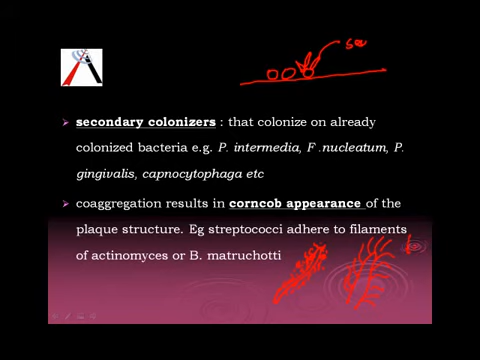 secondary colonizers : that colonize on already
colonized bacteria e.g. P. intermedia, F .nucleatum, P.
gingivalis, capnocytophaga etc
coaggregation results in corncob appearance of the
plaque structure. Eg streptococci adhere to filaments
of actinomyces or B. matruchotti